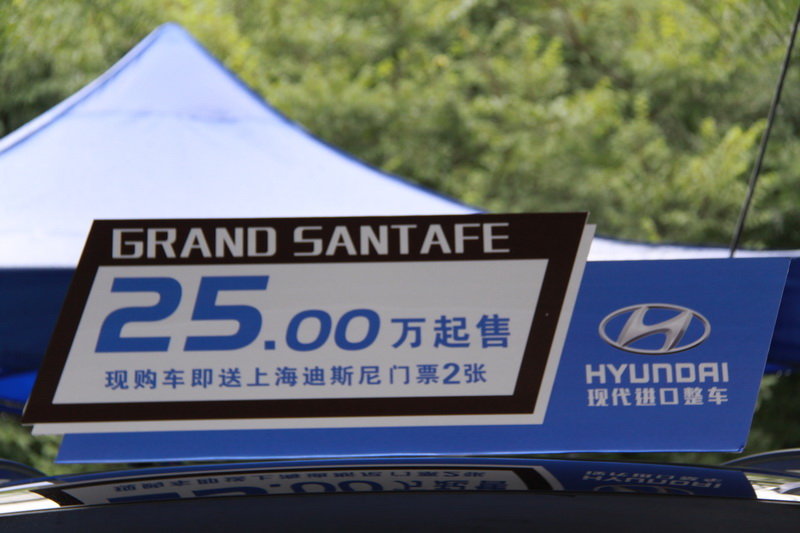 GRAND SANTAFE
25.00万起售
现购车即送上海迪斯尼门票2张
HYUNDAI
现代进口整车